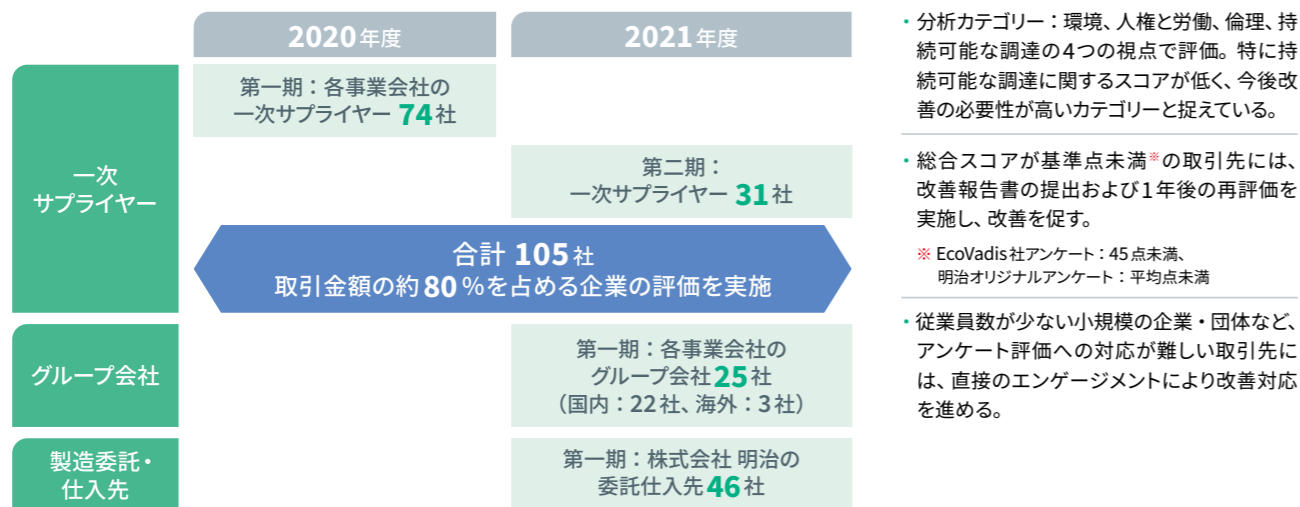 2020年度
2021年度
一次
サプライヤー
第一期：各事業会社の
一次サプライヤー 74社
第二期：
一次サプライヤー 31社
合計 105社
取引金額の約80％を占める企業の評価を実施
グループ会社
第一期：各事業会社の
グループ会社25社
（国内：22社、海外：3社）
製造委託・
仕入先
第一期：株式会社 明治の
委託仕入先46社
・分析カテゴリー：環境、人権と労働、倫理、持
続可能な調達の4つの視点で評価。特に持
続可能な調達に関するスコアが低く、今後改
善の必要性が高いカテゴリーと捉えている。
・総合スコアが基準点未満※の取引先には、
改善報告書の提出および1年後の再評価を
実施し、改善を促す。
※ EcoVadis社アンケート：45点未満、
明治オリジナルアンケート：平均点未満
・従業員数が少ない小規模の企業・団体など、
アンケート評価への対応が難しい取引先に
は、直接のエンゲージメントにより改善対応
を進める。